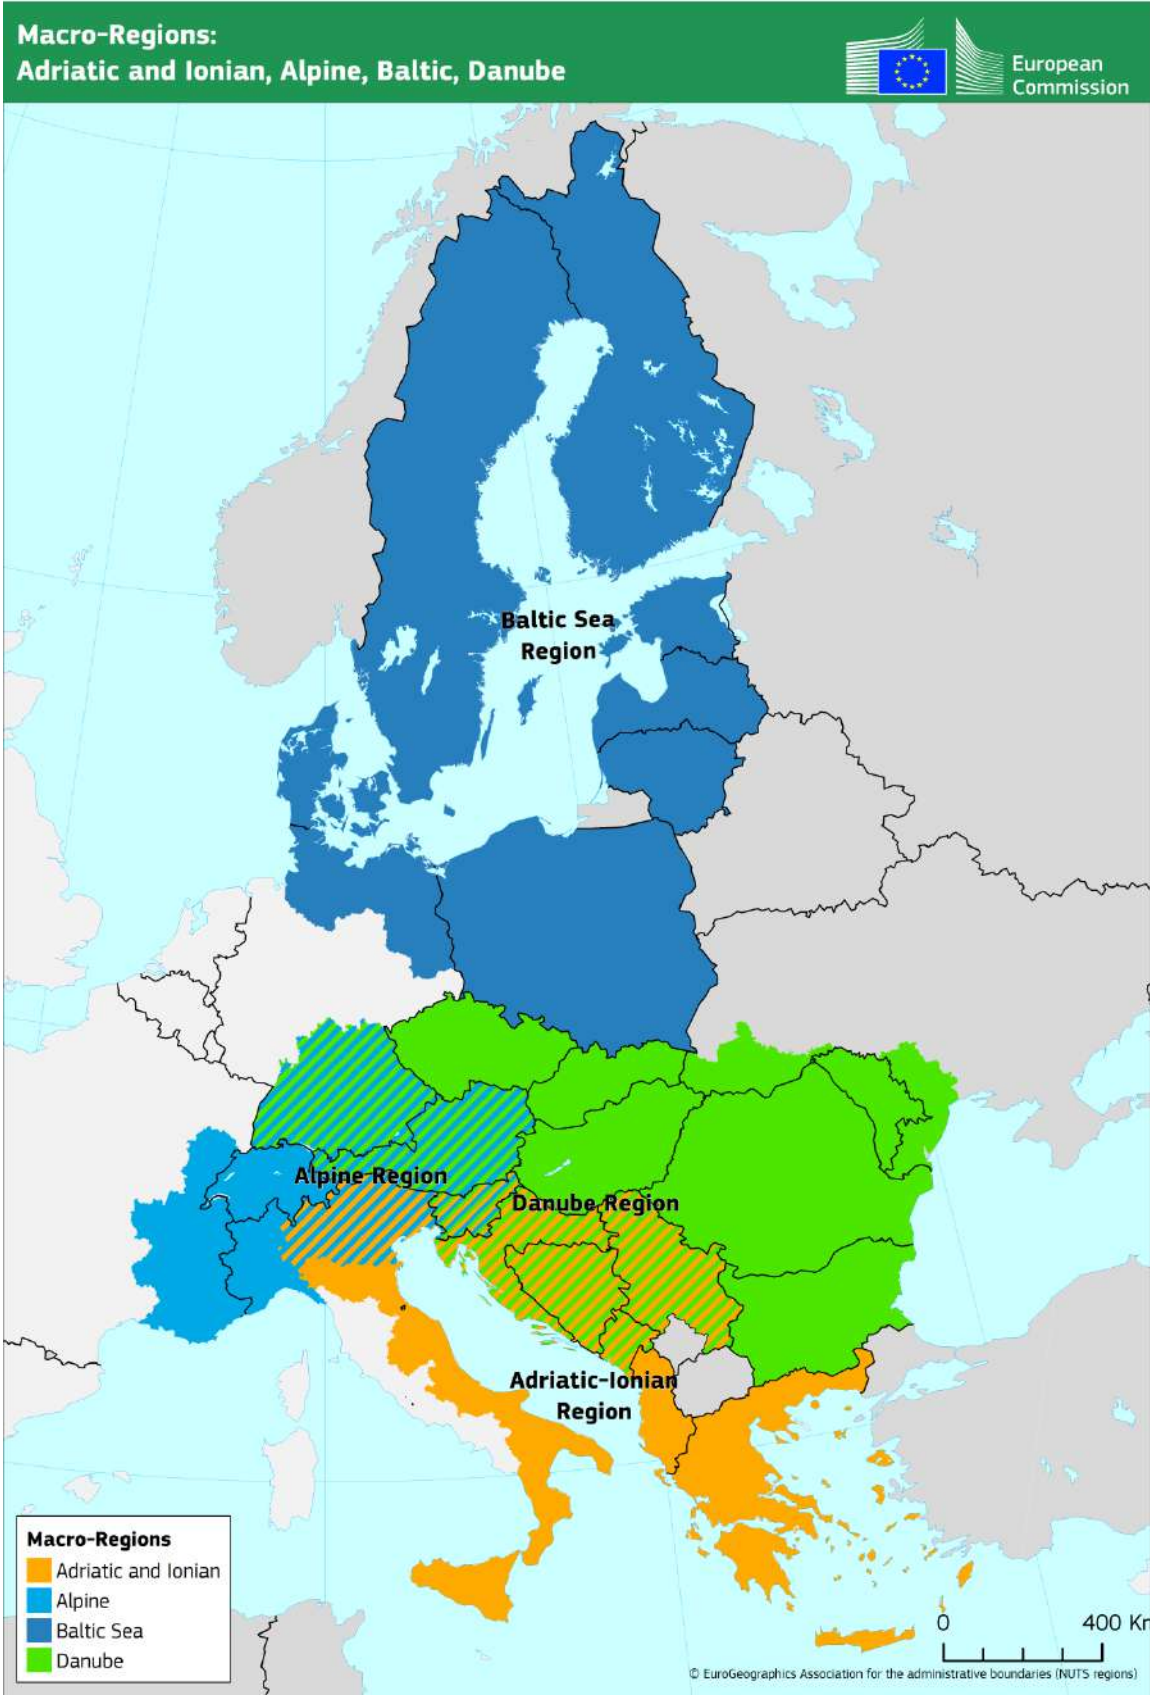 Macro-Regions:
Adriatic and Ionian, Alpine, Baltic, Danube
European
Commission
Baltic Sea
Region
Alpine Region
Danube Region
Adriatic-Ionian
Region
Macro-Regions
Adriatic and Ionian
Alpine
Baltic Sea
Danube
0 400 Km
© EuroGeographics Association for the administrative boundaries (NUTS regions)